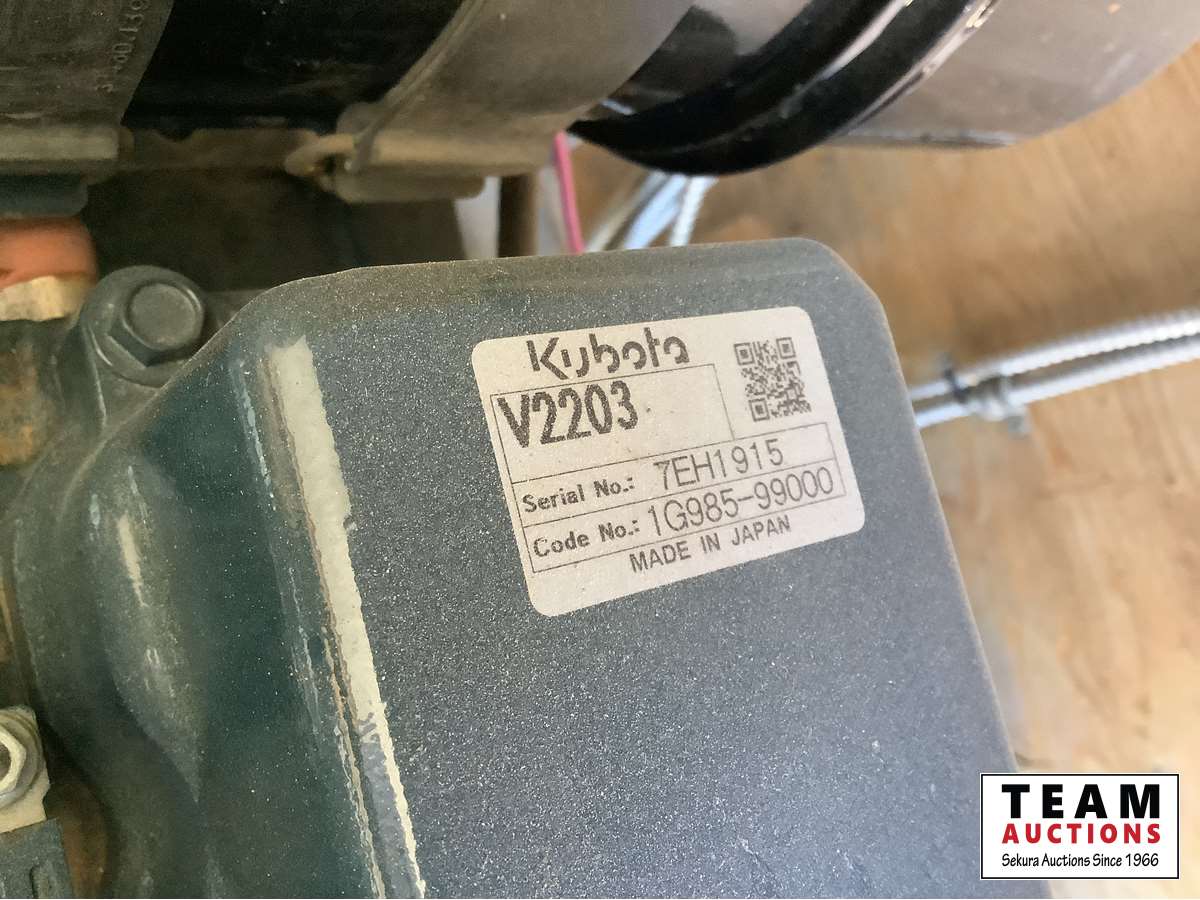 Kubota
V2203
Serial No.: 7EH1915
Code No.: 1G985-99000
MADE IN JAPAN
TEAM
AUCTIONS
Sekura Auctions Since 1966